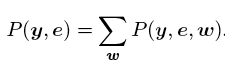 P(y, e) = ∑_w P(y, e, w).